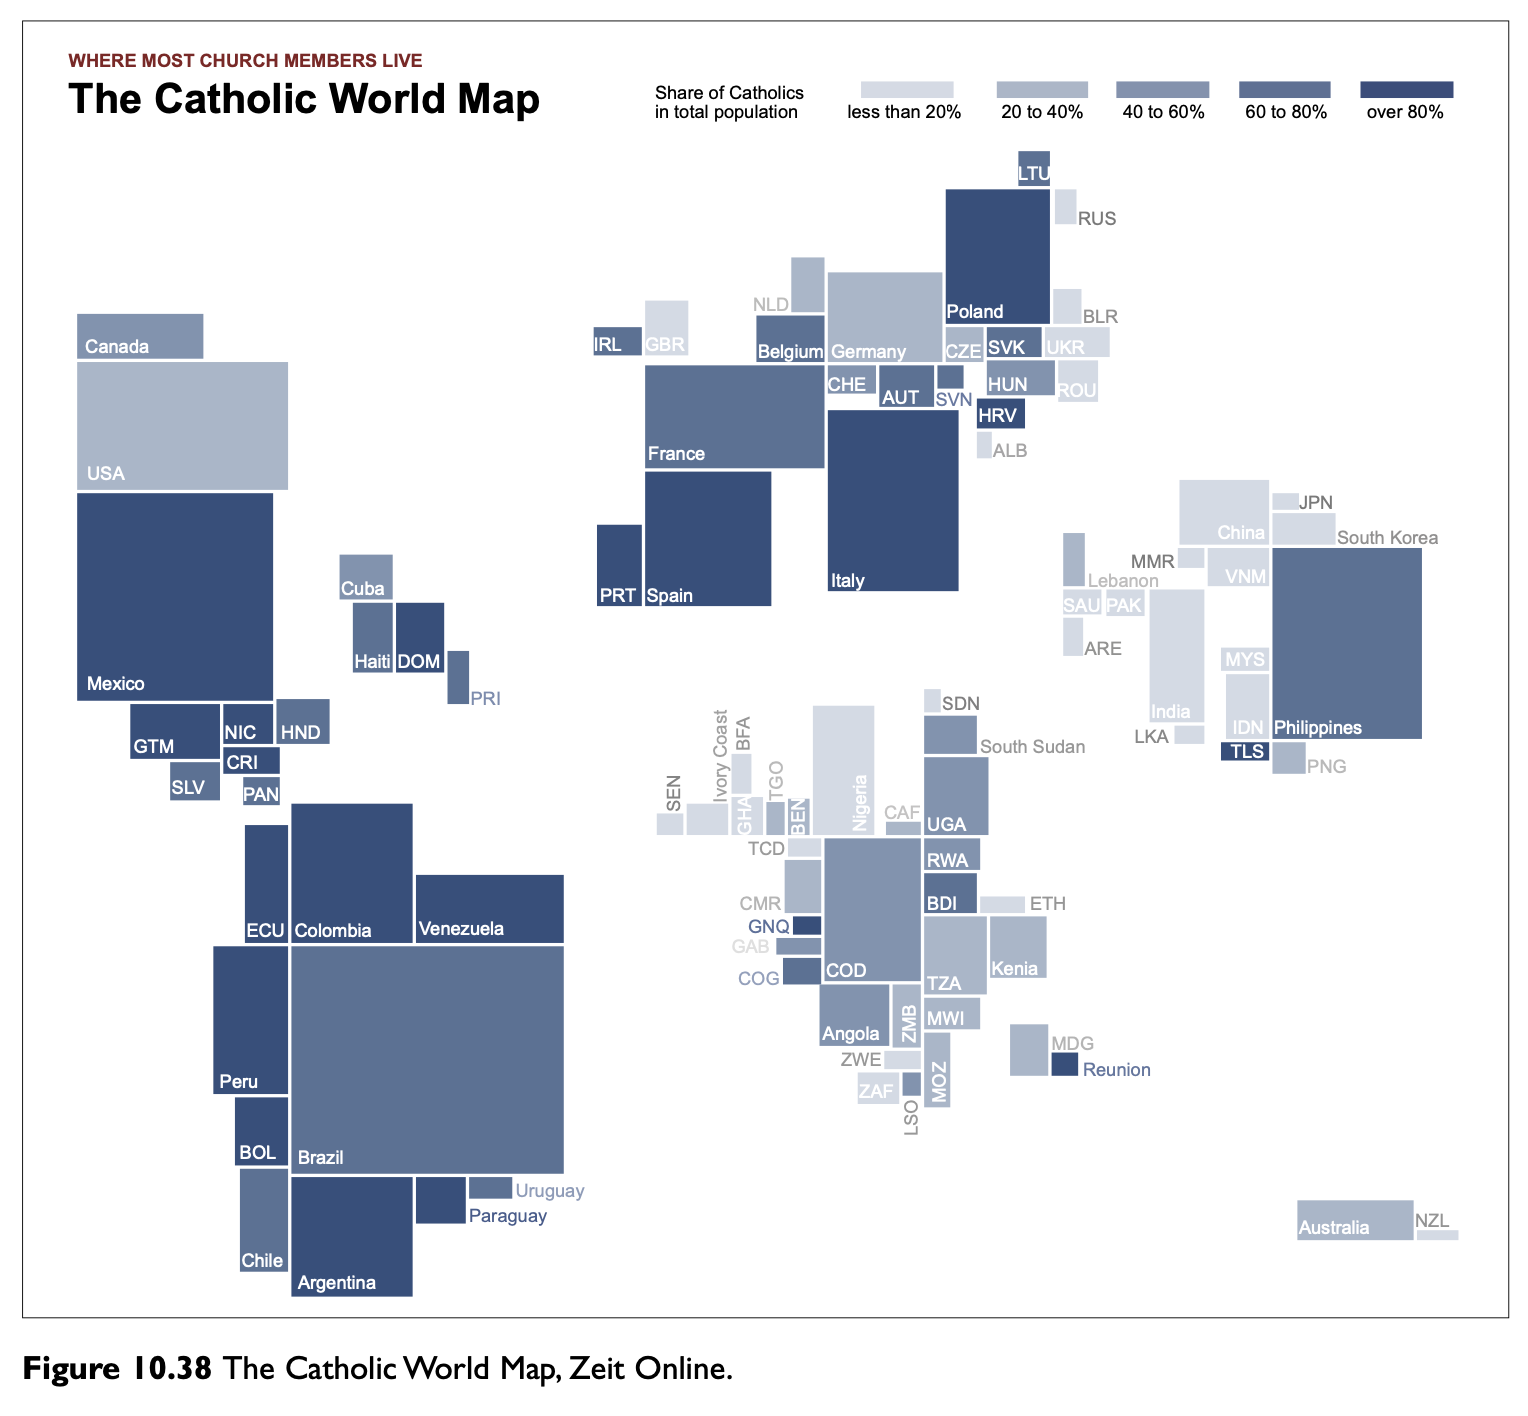 WHERE MOST CHURCH MEMBERS LIVE
The Catholic World Map
Share of Catholics
in total population
less than 20%
20 to 40%
40 to 60%
60 to 80%
over 80%
LTU
RUS
Poland
BLR
NLD
Germany
Belgium
CZE
SVK
UKR
IRL
GBR
CHE
AUT
SVN
HUN
ROU
HRV
ALB
France
Italy
PRT
Spain
Canada
USA
Mexico
Cuba
Haiti
DOM
PRI
GTM
NIC
HND
CRI
SLV
PAN
ECU
Colombia
Venezuela
Peru
Brazil
BOL
Chile
Argentina
Paraguay
Uruguay
China
JPN
South Korea
MMR
VNM
Lebanon
SAU
PAK
ARE
India
LKA
MYS
IDN
Philippines
TLS
PNG
SDN
South Sudan
SEN
Ivory Coast
BFA
GHA
TGO
BEN
Nigeria
CAF
UGA
TCD
RWA
CMR
BDI
ETH
GNQ
GAB
COG
COD
TZA
Kenia
Angola
ZMB
MWI
ZWE
ZAF
LSO
MOZ
MDG
Reunion
Australia
NZL
Figure 10.38 The Catholic World Map, Zeit Online.